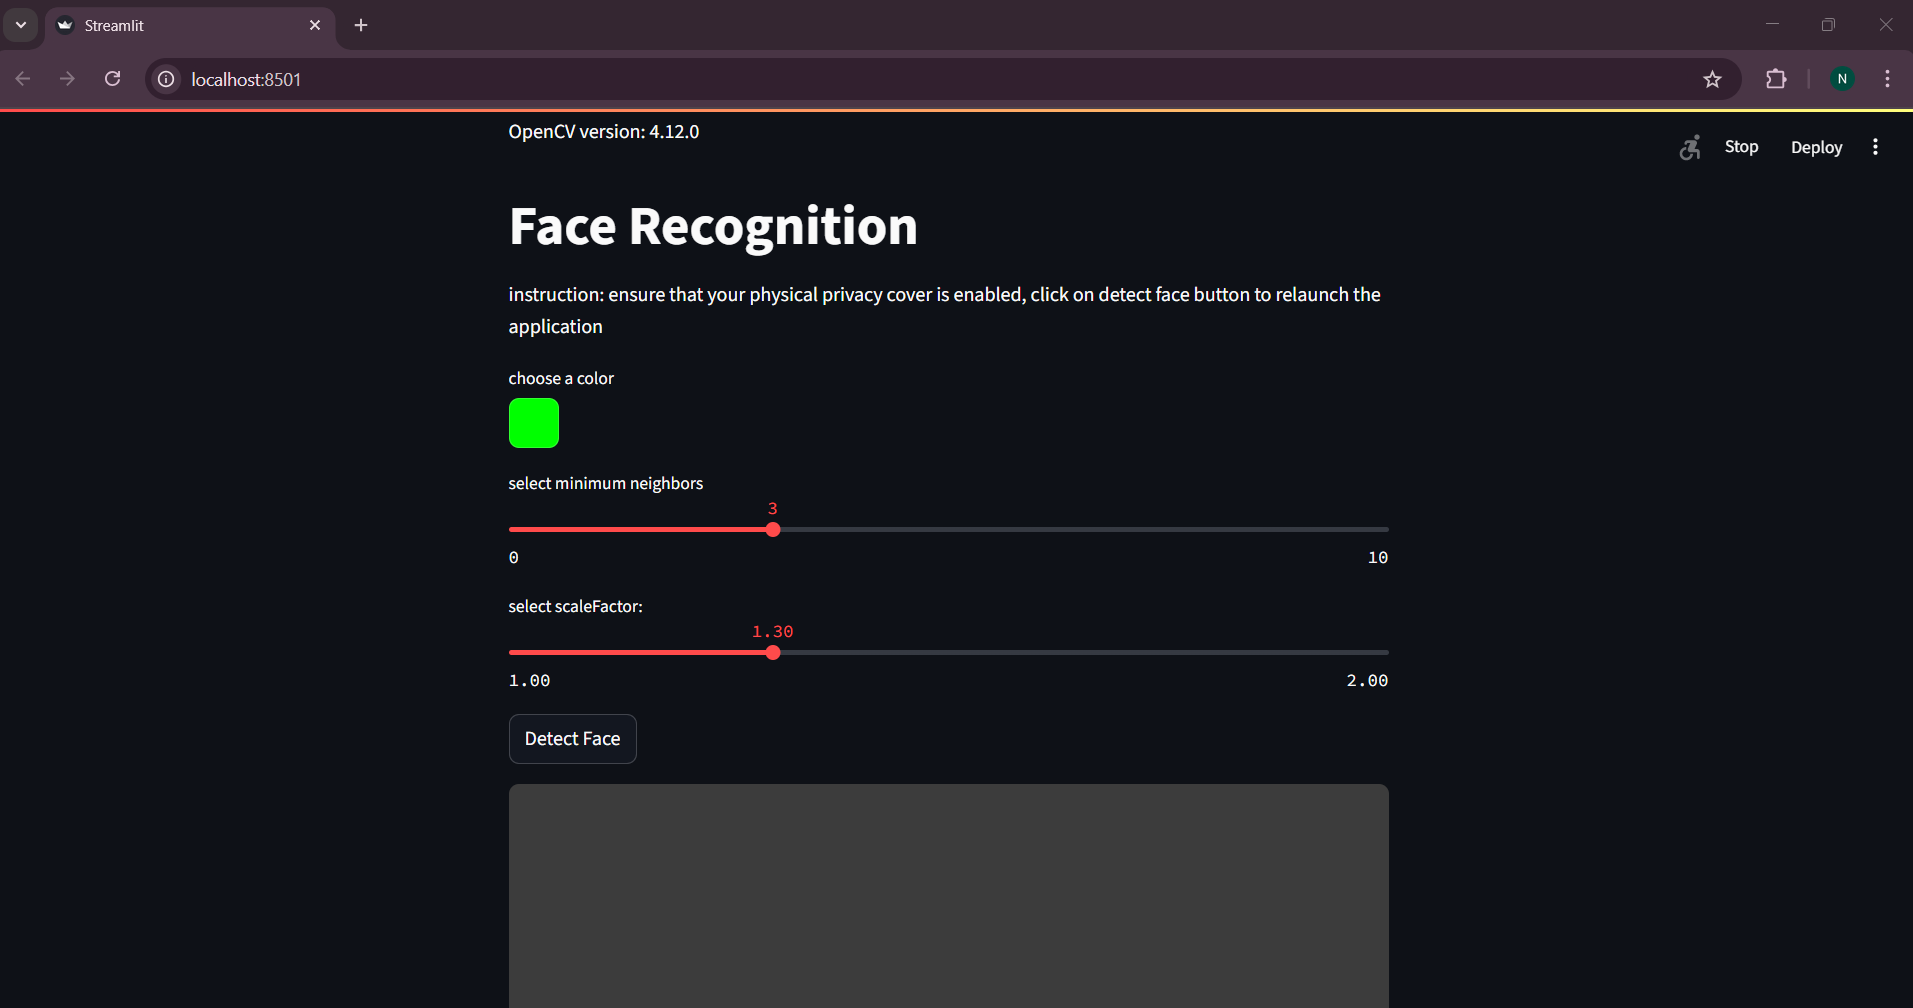 Streamlit
localhost:8501
N
OpenCV version: 4.12.0
Stop
Deploy
Face Recognition
instruction: ensure that your physical privacy cover is enabled, click on detect face button to relaunch the
application
choose a color
select minimum neighbors
3
0
10
select scaleFactor:
1.30
1.00
2.00
Detect Face